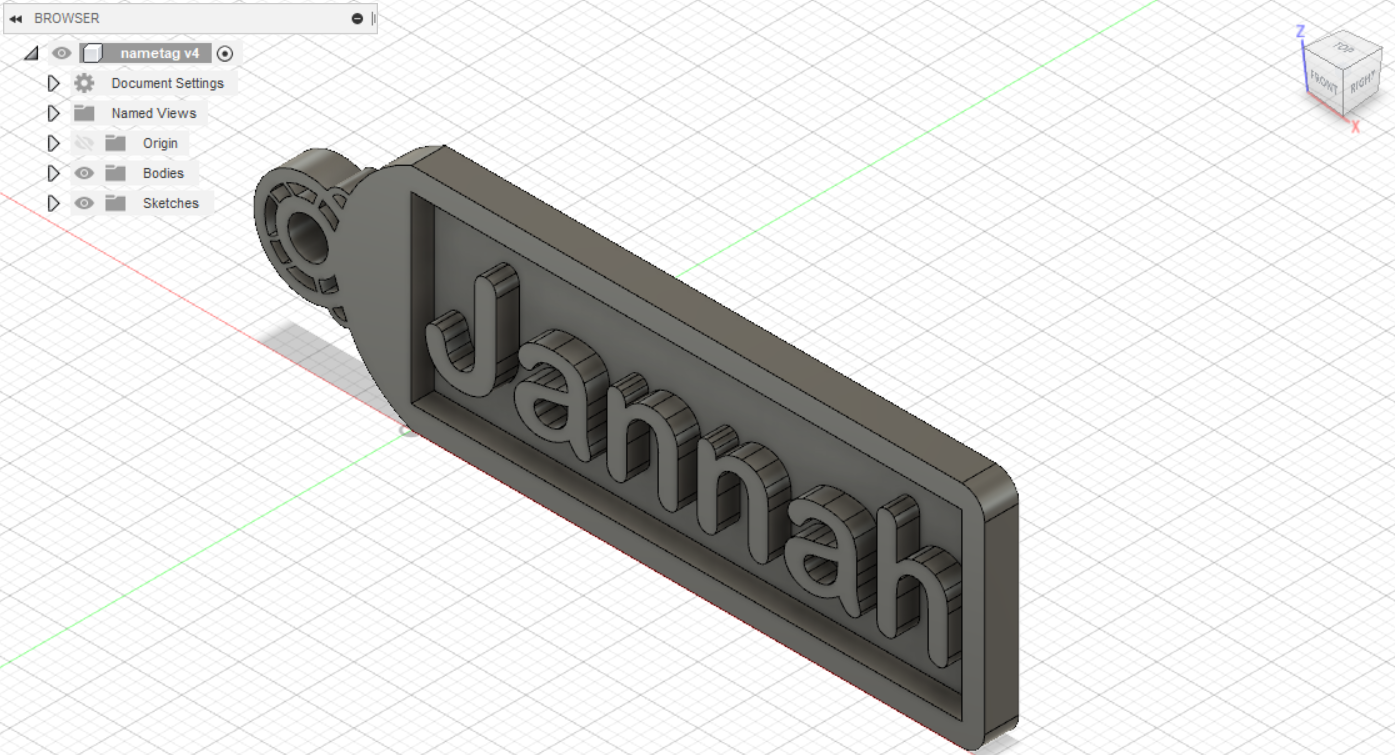 BROWSER
nametag v4
Document Settings
Named Views
Origin
Bodies
Sketches
Jannah
Z
TOP
FRONT
RIGHT
X